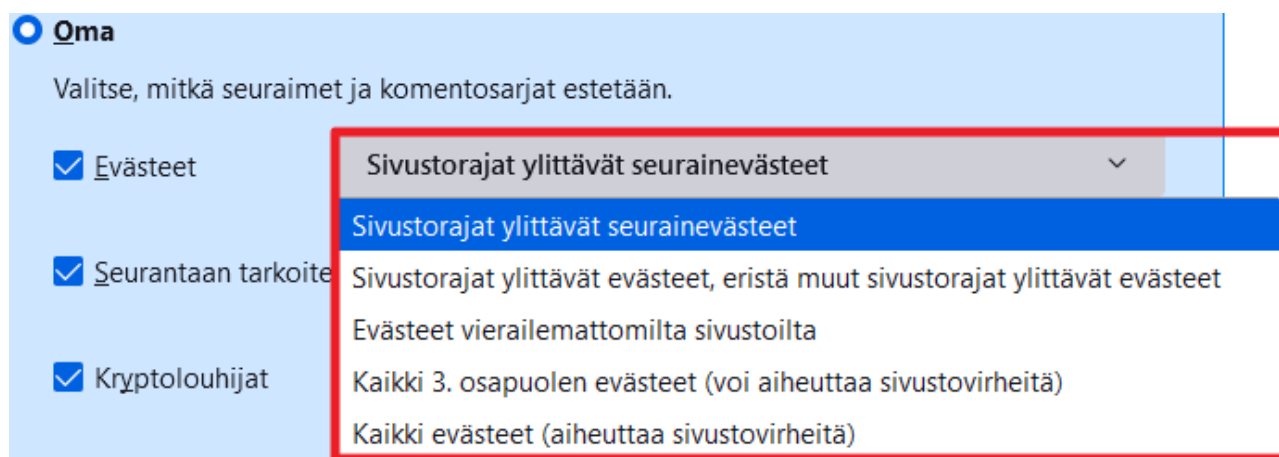 Oma
Valitse, mitkä seuraimet ja komentosarjat estetään.
Evästeet
Sivustorajat ylittävät seurainevästeet
Sivustorajat ylittävät seurainevästeet
Seurantaan tarkoite
Sivustorajat ylittävät evästeet, eristä muut sivustorajat ylittävät evästeet
Evästeet vierailemattomilta sivustoilta
Kryptolouhijat
Kaikki 3. osapuolen evästeet (voi aiheuttaa sivustovirheitä)
Kaikki evästeet (aiheuttaa sivustovirheitä)